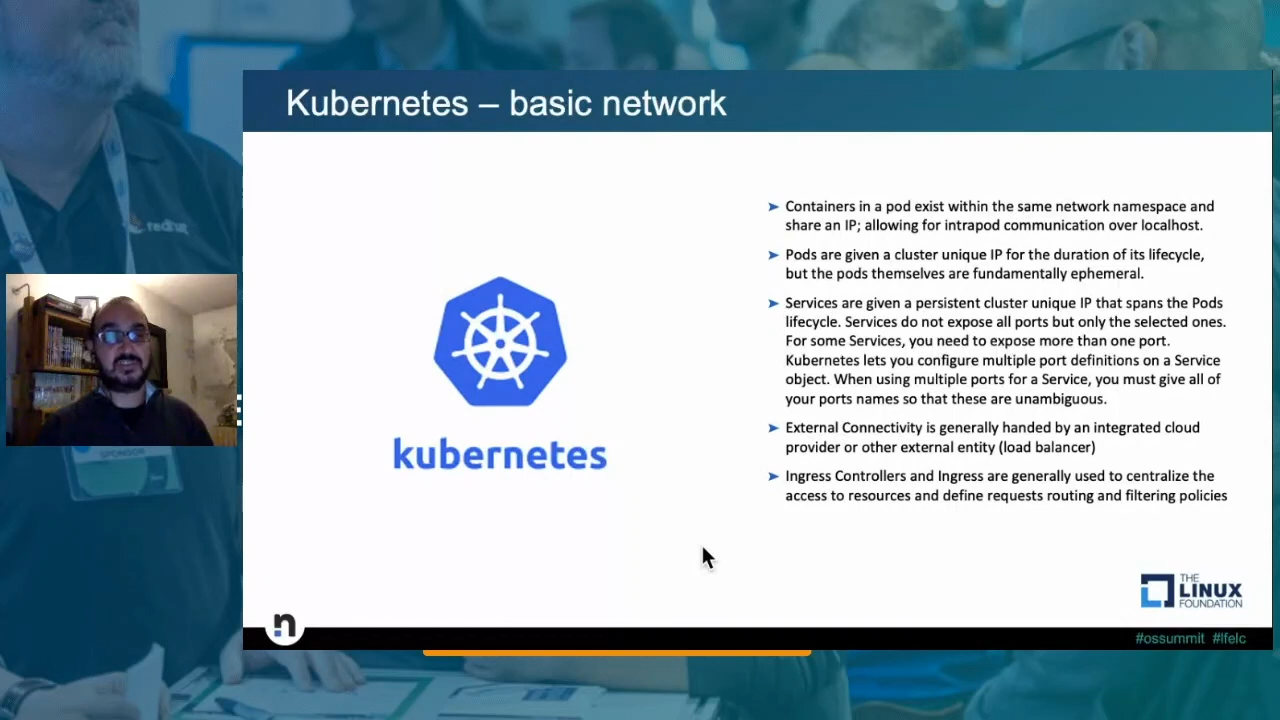 Kubernetes – basic network
redhat
➤ Containers in a pod exist within the same network namespace and
share an IP; allowing for intrapod communication over localhost.
➤ Pods are given a cluster unique IP for the duration of its lifecycle,
but the pods themselves are fundamentally ephemeral.
➤ Services are given a persistent cluster unique IP that spans the Pods
lifecycle. Services do not expose all ports but only the selected ones.
For some Services, you need to expose more than one port.
Kubernetes lets you configure multiple port definitions on a Service
object. When using multiple ports for a Service, you must give all of
your ports names so that these are unambiguous.
➤ External Connectivity is generally handed by an integrated cloud
provider or other external entity (load balancer)
➤ Ingress Controllers and Ingress are generally used to centralize the
access to resources and define requests routing and filtering policies
kubernetes
SPONSOR
THE
LINUX
FOUNDATION
n
#ossummit #lfelc